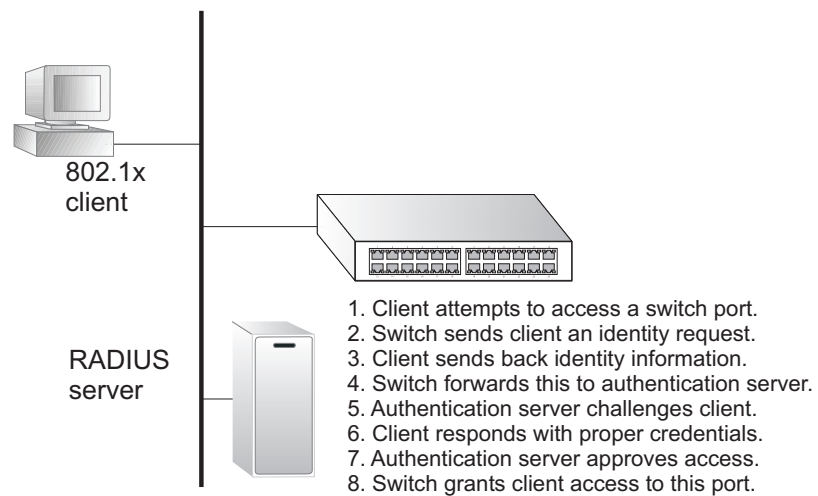 802.1x
client
RADIUS
server
1. Client attempts to access a switch port.
2. Switch sends client an identity request.
3. Client sends back identity information.
4. Switch forwards this to authentication server.
5. Authentication server challenges client.
6. Client responds with proper credentials.
7. Authentication server approves access.
8. Switch grants client access to this port.